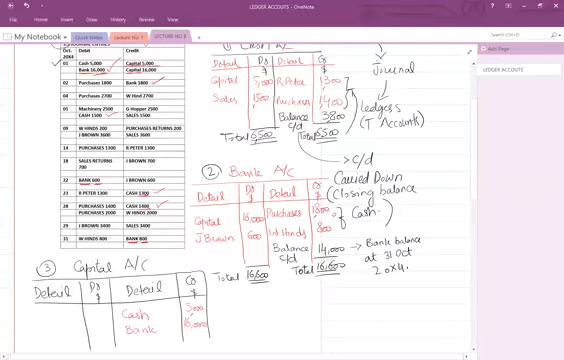 LEDGER ACCOUTS - OneNote
File Home Insert Draw History Review View
My Notebook Quick Notes Lecture No 7 LECTURE NO 8
Add Page
LEDGER ACCOUTS
Oct. 20X4 Debit Credit
01 Cash 5,000 Capital 5,000
Bank 16,000 Capital 16,000
02 Purchases 1800 Bank 1800
04 Purchases 2700 W Hind 2700
05 Machinery 2500 G Hopper 2500
CASH 1500 SALES 1500
09 W HINDS 200 PURCHASES RETURNS 200
J BROWN 3600 SALES 3600
14 PURCHASES 1300 R PETER 1300
18 SALES RETURNS 700 J BROWN 700
22 BANK 600 J BROWN 600
23 R PETER 1300 CASH 1300
28 PURCHASES 1400 CASH 1400
PURCHASES 2000 W HINDS 2000
29 J BROWN 3400 SALES 3400
31 W HINDS 800 BANK 800
1) Cash A/C
Detail Dr $ Detail Cr $
Capital 5,000 R Peter 1300
Sales 1500 Purchases 1400
Balance c/d 3800
Total 6500 Total 6500
Journal
Ledgers
(T Accounts)
> c/d
Carried Down
(Closing balance
of Cash)
2 Bank A/C
Detail Dr $ Detail Cr $
Capital 16,000 Purchases 1800
J Brown 600 W Hinds 800
Balance c/d 14,000
Total 16,600 Total 16,600
Bank balance
at 31 Oct
20x4.
3 Capital A/C
Detail Dr $ Detail Cr $
Cash 5000
Bank 16,000